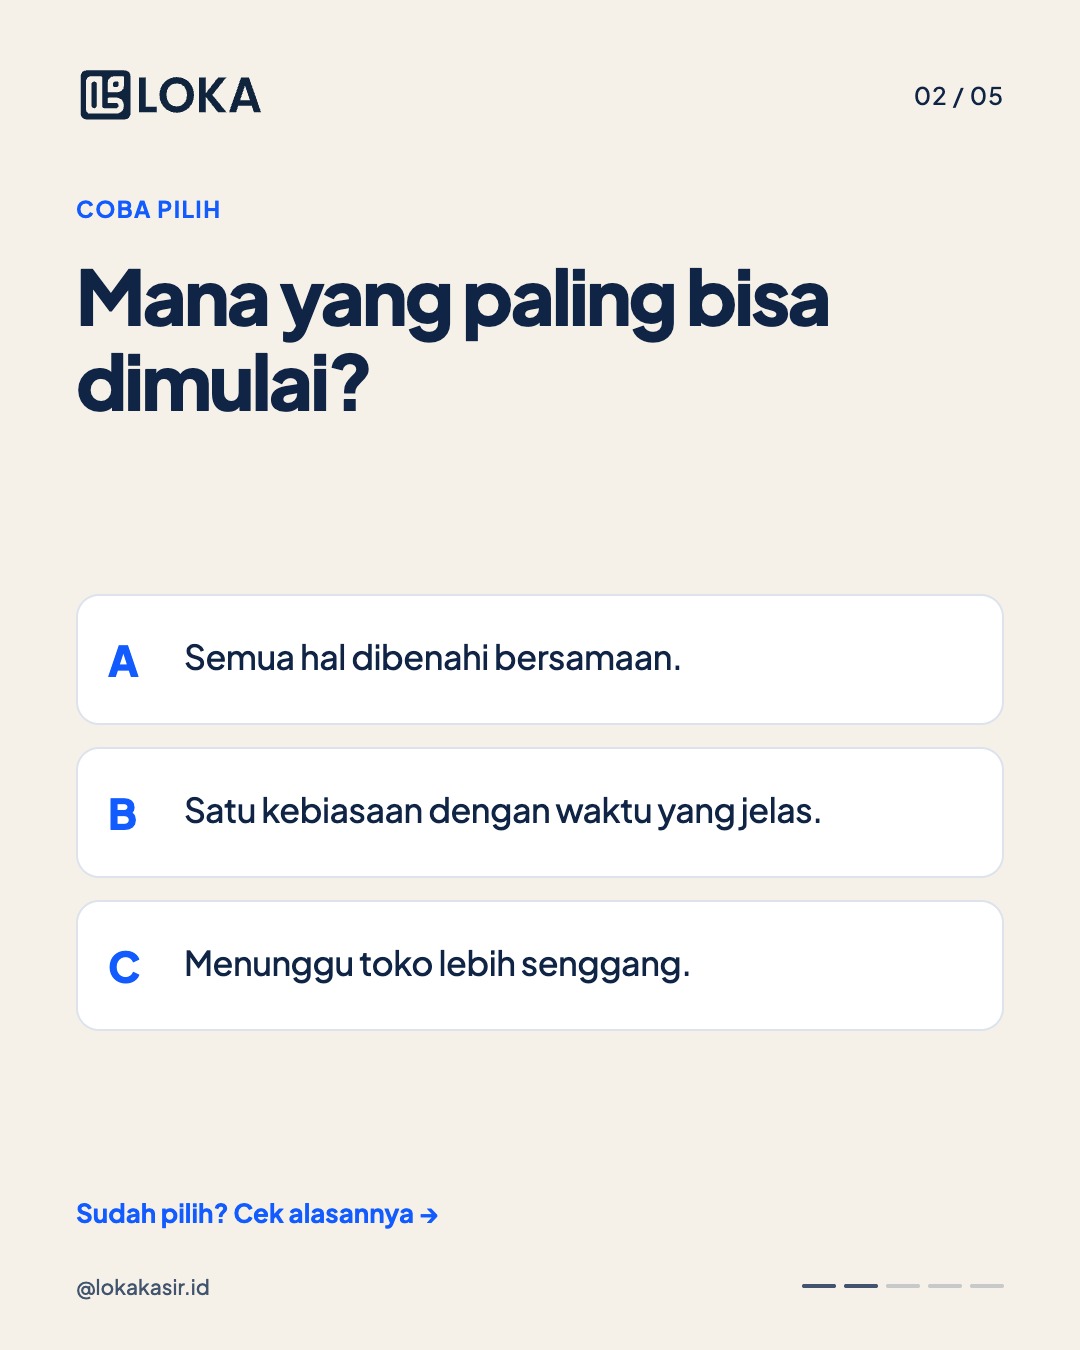 LOKA
02 / 05
COBA PILIH
Mana yang paling bisa
dimulai?
A Semua hal dibenahi bersamaan.
B Satu kebiasaan dengan waktu yang jelas.
C Menunggu toko lebih senggang.
Sudah pilih? Cek alasannya →
@lokakasir.id